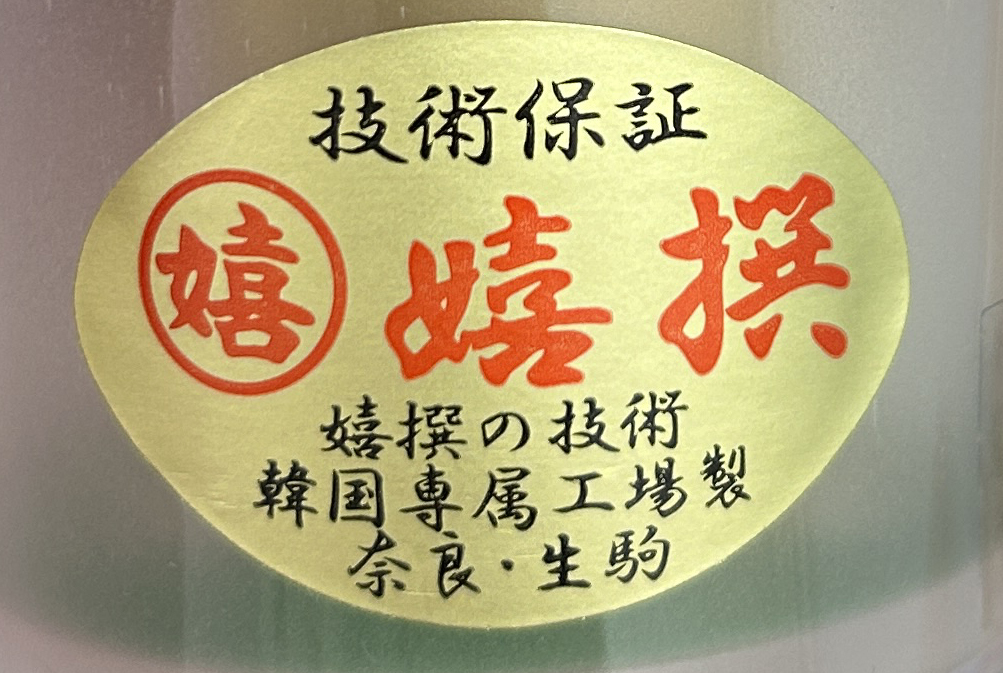 技術保証
嬉 嬉撰
嬉撰の技術
韓国専属工場製
奈良・生駒